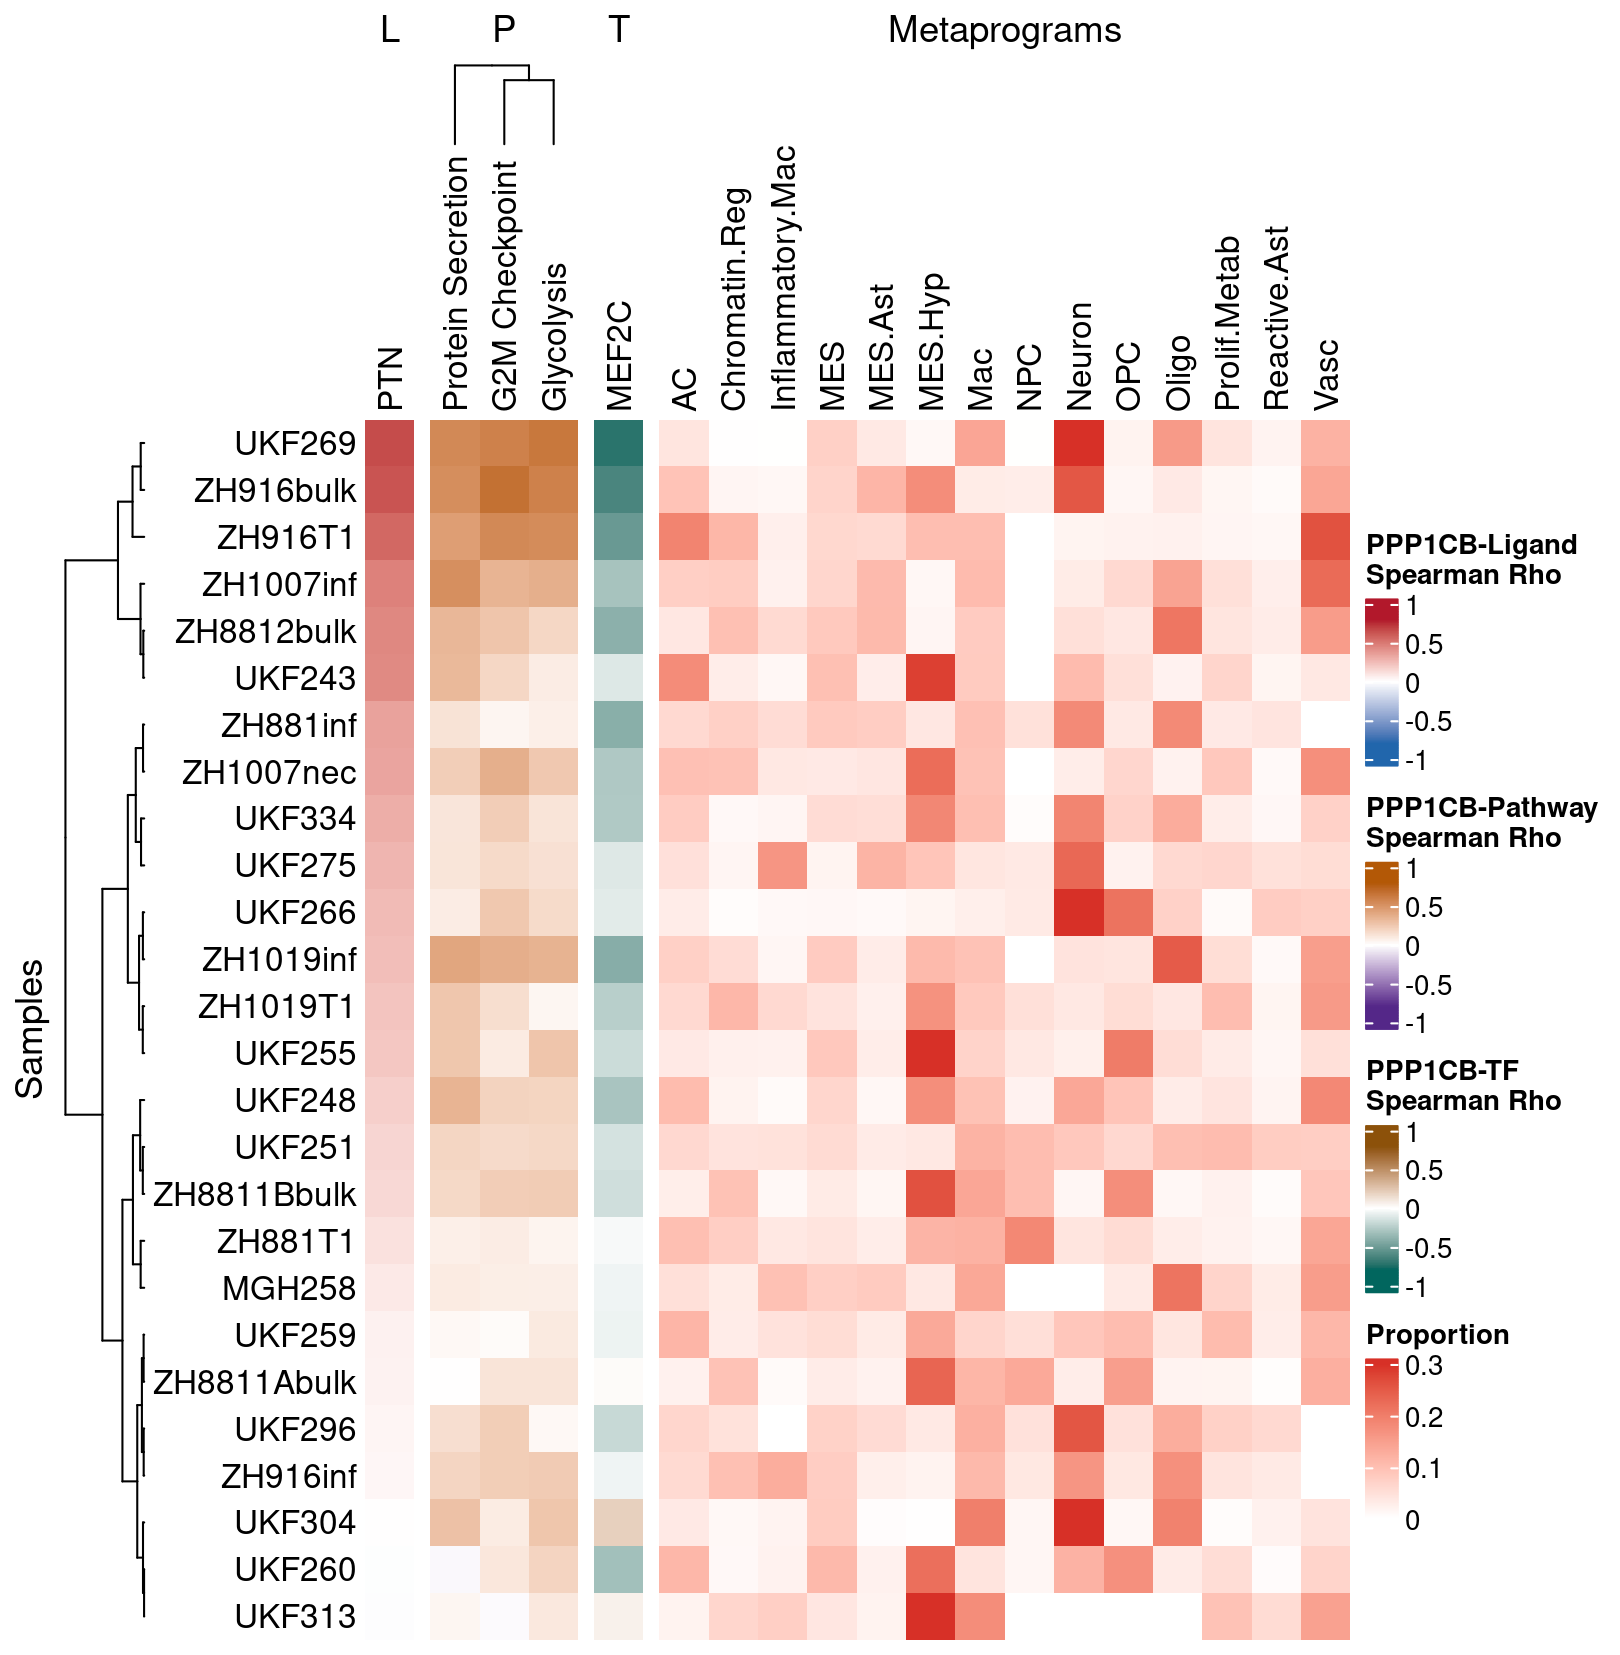 L P T Metaprograms
PTN
Protein Secretion
G2M Checkpoint
Glycolysis
MEF2C
AC
Chromatin.Reg
Inflammatory.Mac
MES
MES.Ast
MES.Hyp
Mac
NPC
Neuron
OPC
Oligo
Prolif.Metab
Reactive.Ast
Vasc
Samples
UKF269
ZH916bulk
ZH916T1
ZH1007inf
ZH8812bulk
UKF243
ZH881inf
ZH1007nec
UKF334
UKF275
UKF266
ZH1019inf
ZH1019T1
UKF255
UKF248
UKF251
ZH8811Bbulk
ZH881T1
MGH258
UKF259
ZH8811Abulk
UKF296
ZH916inf
UKF304
UKF260
UKF313
PPP1CB-Ligand
Spearman Rho
1
0.5
0
-0.5
-1
PPP1CB-Pathway
Spearman Rho
1
0.5
0
-0.5
-1
PPP1CB-TF
Spearman Rho
1
0.5
0
-0.5
-1
Proportion
0.3
0.2
0.1
0